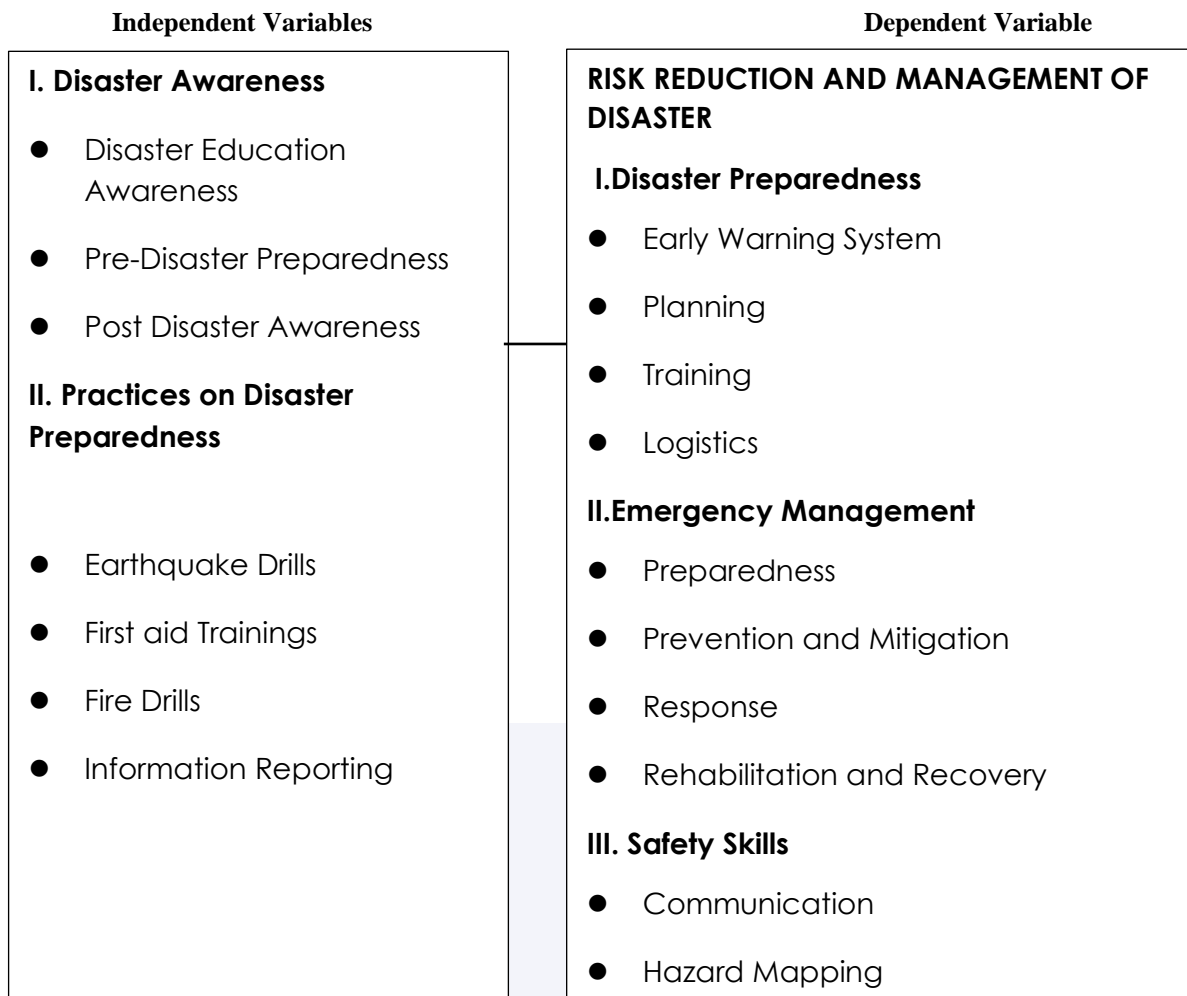 Independent Variables
Dependent Variable
I. Disaster Awareness
● Disaster Education
Awareness
● Pre-Disaster Preparedness
● Post Disaster Awareness
II. Practices on Disaster
Preparedness
● Earthquake Drills
● First aid Trainings
● Fire Drills
● Information Reporting
RISK REDUCTION AND MANAGEMENT OF
DISASTER
I.Disaster Preparedness
● Early Warning System
● Planning
● Training
● Logistics
II.Emergency Management
● Preparedness
● Prevention and Mitigation
● Response
● Rehabilitation and Recovery
III. Safety Skills
● Communication
● Hazard Mapping